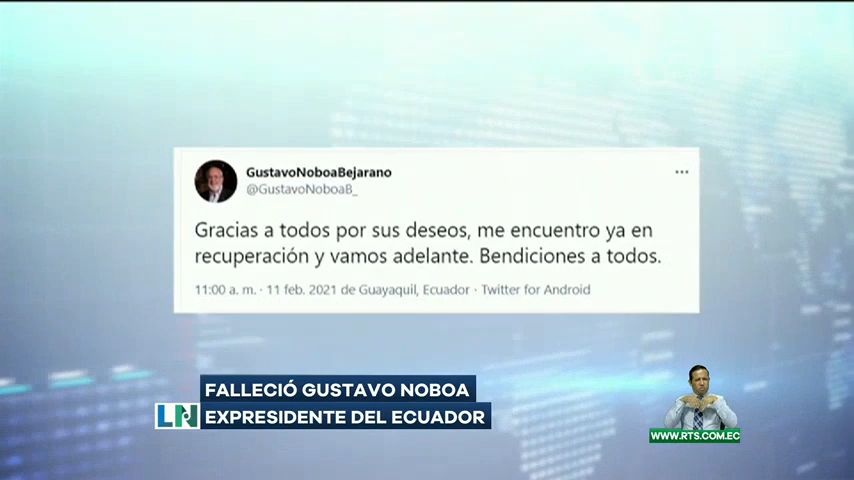 GustavoNoboaBejarano
@GustavoNoboaB_
Gracias a todos por sus deseos, me encuentro ya en
recuperación y vamos adelante. Bendiciones a todos.
11:00 a. m. · 11 feb. 2021 de Guayaquil, Ecuador · Twitter for Android
FALLECIÓ GUSTAVO NOBOA
LN EXPRESIDENTE DEL ECUADOR
WWW.RTS.COM.EC